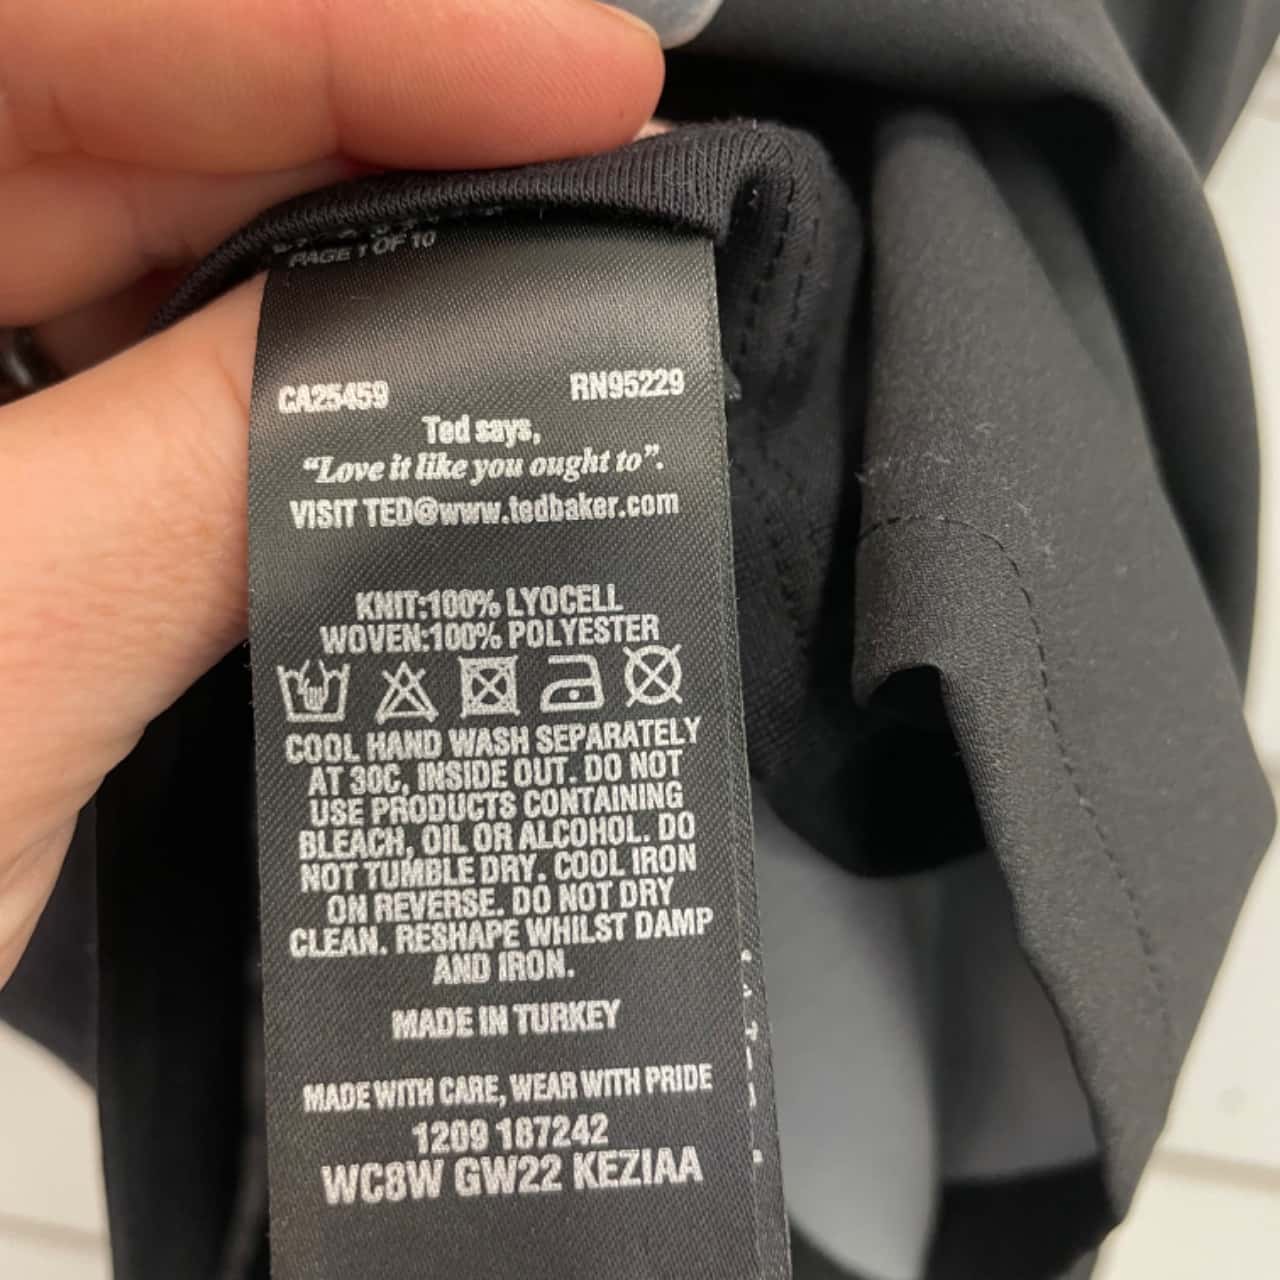 PAGE 1 OF 10
CA25459 RN95229
Ted says,
“Love it like you ought to”.
VISIT TED@www.tedbaker.com
KNIT:100% LYOCELL
WOVEN:100% POLYESTER
COOL HAND WASH SEPARATELY
AT 30C, INSIDE OUT. DO NOT
USE PRODUCTS CONTAINING
BLEACH, OIL OR ALCOHOL. DO
NOT TUMBLE DRY. COOL IRON
ON REVERSE. DO NOT DRY
CLEAN. RESHAPE WHILST DAMP
AND IRON.
MADE IN TURKEY
MADE WITH CARE, WEAR WITH PRIDE
1209 187242
WC8W GW22 KEZIAA